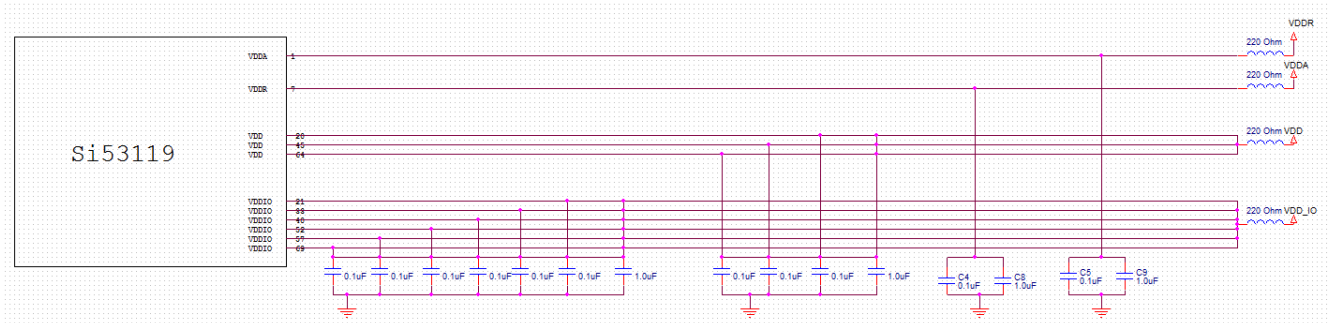 VDDR
220 Ohm
VDDA 1
VDDA
220 Ohm
VDDR 7
VDD 20
220 Ohm VDD
VDD 45
VDD 64
Si53119
VDDIO 21
VDDIO 33
220 Ohm VDD_IO
VDDIO 40
VDDIO 52
VDDIO 57
VDDIO 69
0.1uF 0.1uF 0.1uF 0.1uF 0.1uF 0.1uF 1.0uF 0.1uF 0.1uF 0.1uF 1.0uF
C4 C8 C5 C9
0.1uF 1.0uF 0.1uF 1.0uF